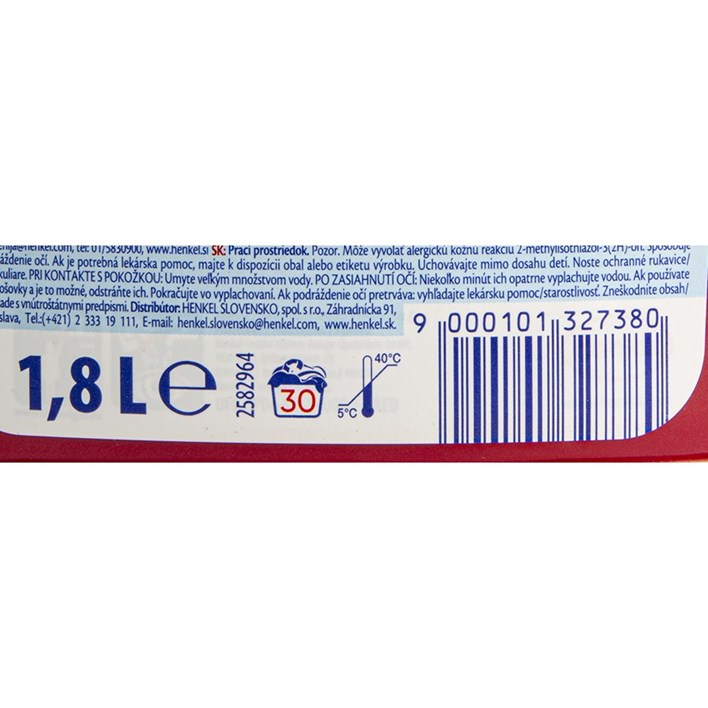 enija@henkel.com, tel: 01/5830900, www.henkel.si SK: Prací prostriedok. Pozor. Môže vyvolať alergickú kožnú reakciu 2-methylisothiazol-3(2H)-ón. Spôsobuje
áždenie očí. Ak je potrebná lekárska pomoc, majte k dispozícii obal alebo etiketu výrobku. Uchovávajte mimo dosahu detí. Noste ochranné rukavice/
kuliare. PRI KONTAKTE S POKOŽKOU: Umyte veľkým množstvom vody. PO ZASIAHNUTÍ OČÍ: Niekoľko minút ich opatrne vyplachujte vodou. Ak používate
ošovky a je to možné, odstráňte ich. Pokračujte vo vyplachovaní. Ak podráždenie očí pretrváva: vyhľadajte lekársku pomoc/starostlivosť. Zneškodnite obsah/
ade s vnútroštátnymi predpismi. Distribútor: HENKEL SLOVENSKO, spol. s r.o., Záhradnícka 91,
slava, Tel.:(+421) 2 333 19 111, E-mail: henkel.slovensko@henkel.com, www.henkel.sk.
9 000101 327380
1,8 L e
2582964
30
40°C
5°C